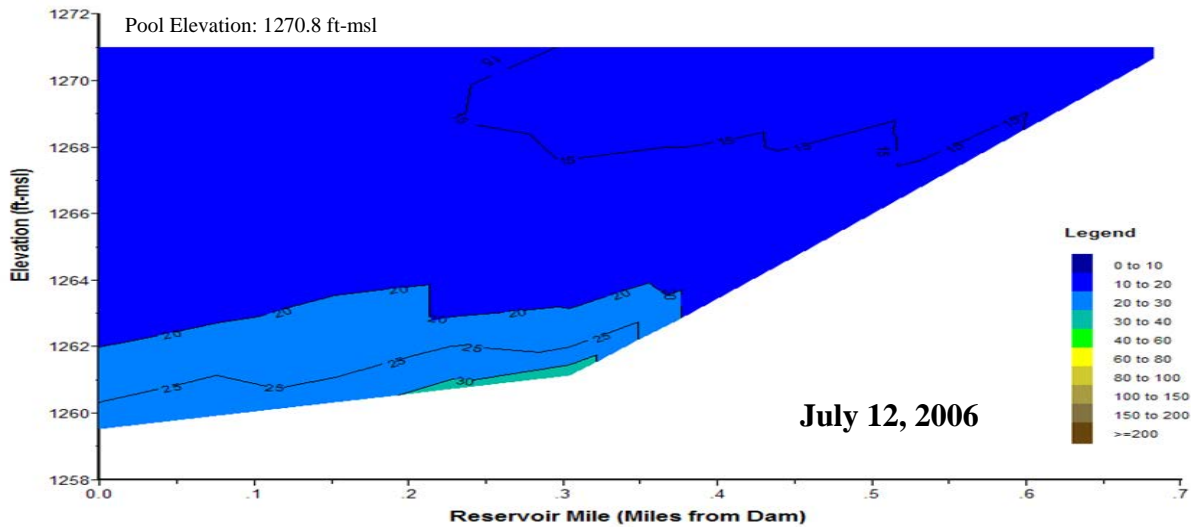 Pool Elevation: 1270.8 ft-msl
1272
1270
1268
1266
1264
1262
1260
1258
Elevation (ft-msl)
15
15
15
15
15
15
15
20
20
20
20
20
20
20
25
25
25
25
25
30
Legend
0 to 10
10 to 20
20 to 30
30 to 40
40 to 60
60 to 80
80 to 100
100 to 150
150 to 200
>=200
July 12, 2006
0.0 .1 .2 .3 .4 .5 .6 .7
Reservoir Mile (Miles from Dam)